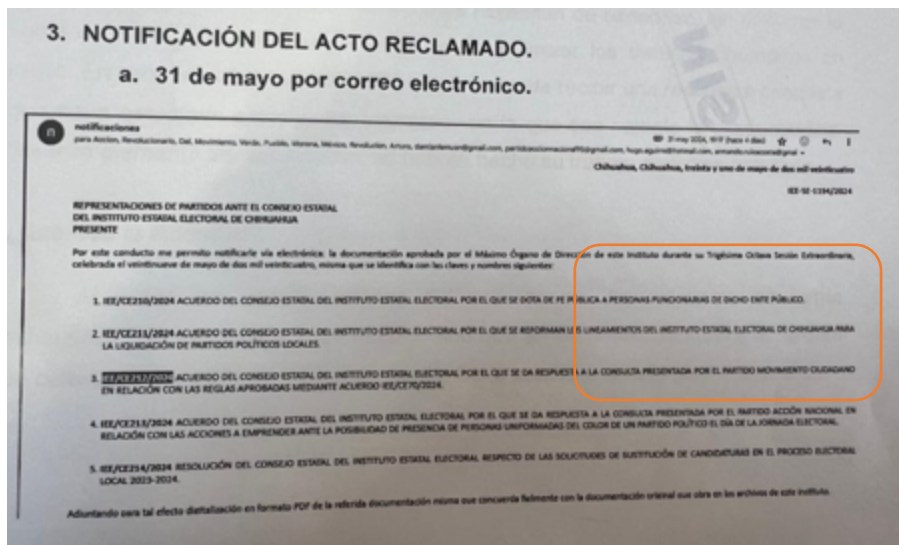 3. NOTIFICACIÓN DEL ACTO RECLAMADO.
a. 31 de mayo por correo electrónico.
n
notificaciones
para Accion, Revolucionario, Del, Movimiento, Verde, Pueblo, Morena, México, Revolucion, Arturo,
Chihuahua, Chihuahua, treinta y uno de mayo de dos mil veinticuatro
IEE-SE-1194/2024
REPRESENTACIONES DE PARTIDOS ANTE EL CONSEJO ESTATAL
DEL INSTITUTO ESTATAL ELECTORAL DE CHIHUAHUA
PRESENTE
Por este conducto me permito notificarle vía electrónica, la documentación aprobada por el Máximo Órgano de Dirección de este Instituto durante su Trigésima Octava Sesión Extraordinaria,
celebrada el veintinueve de mayo de dos mil veinticuatro, misma que se identifica con las claves y nombres siguientes:
1. IEE/CE210/2024 ACUERDO DEL CONSEJO ESTATAL DEL INSTITUTO ESTATAL ELECTORAL POR EL QUE SE DOTA DE FE PÚBLICA A PERSONAS FUNCIONARIAS DE DICHO ENTE PÚBLICO.
2. IEE/CE211/2024 ACUERDO DEL CONSEJO ESTATAL DEL INSTITUTO ESTATAL ELECTORAL POR EL QUE SE REFORMAN LOS LINEAMIENTOS DEL INSTITUTO ESTATAL ELECTORAL DE CHIHUAHUA PARA
LA LIQUIDACIÓN DE PARTIDOS POLÍTICOS LOCALES.
3. IEE/CE212/2024 ACUERDO DEL CONSEJO ESTATAL DEL INSTITUTO ESTATAL ELECTORAL POR EL QUE SE DA RESPUESTA A LA CONSULTA PRESENTADA POR EL PARTIDO MOVIMIENTO CIUDADANO
EN RELACIÓN CON LAS REGLAS APROBADAS MEDIANTE ACUERDO IEE/CE70/2024.
4. IEE/CE213/2024 ACUERDO DEL CONSEJO ESTATAL DEL INSTITUTO ESTATAL ELECTORAL POR EL QUE SE DA RESPUESTA A LA CONSULTA PRESENTADA POR EL PARTIDO ACCIÓN NACIONAL EN
RELACIÓN CON LAS ACCIONES A EMPRENDER ANTE LA POSIBILIDAD DE PRESENCIA DE PERSONAS UNIFORMADAS DEL COLOR DE UN PARTIDO POLÍTICO EL DÍA DE LA JORNADA ELECTORAL.
5. IEE/CE214/2024 RESOLUCIÓN DEL CONSEJO ESTATAL DEL INSTITUTO ESTATAL ELECTORAL RESPECTO DE LAS SOLICITUDES DE SUSTITUCIÓN DE CANDIDATURAS EN EL PROCESO ELECTORAL
LOCAL 2023-2024.
Adjuntando para tal efecto digitalización en formato PDF de la referida documentación misma que concuerda fielmente con la documentación original que obra en los archivos de este instituto.